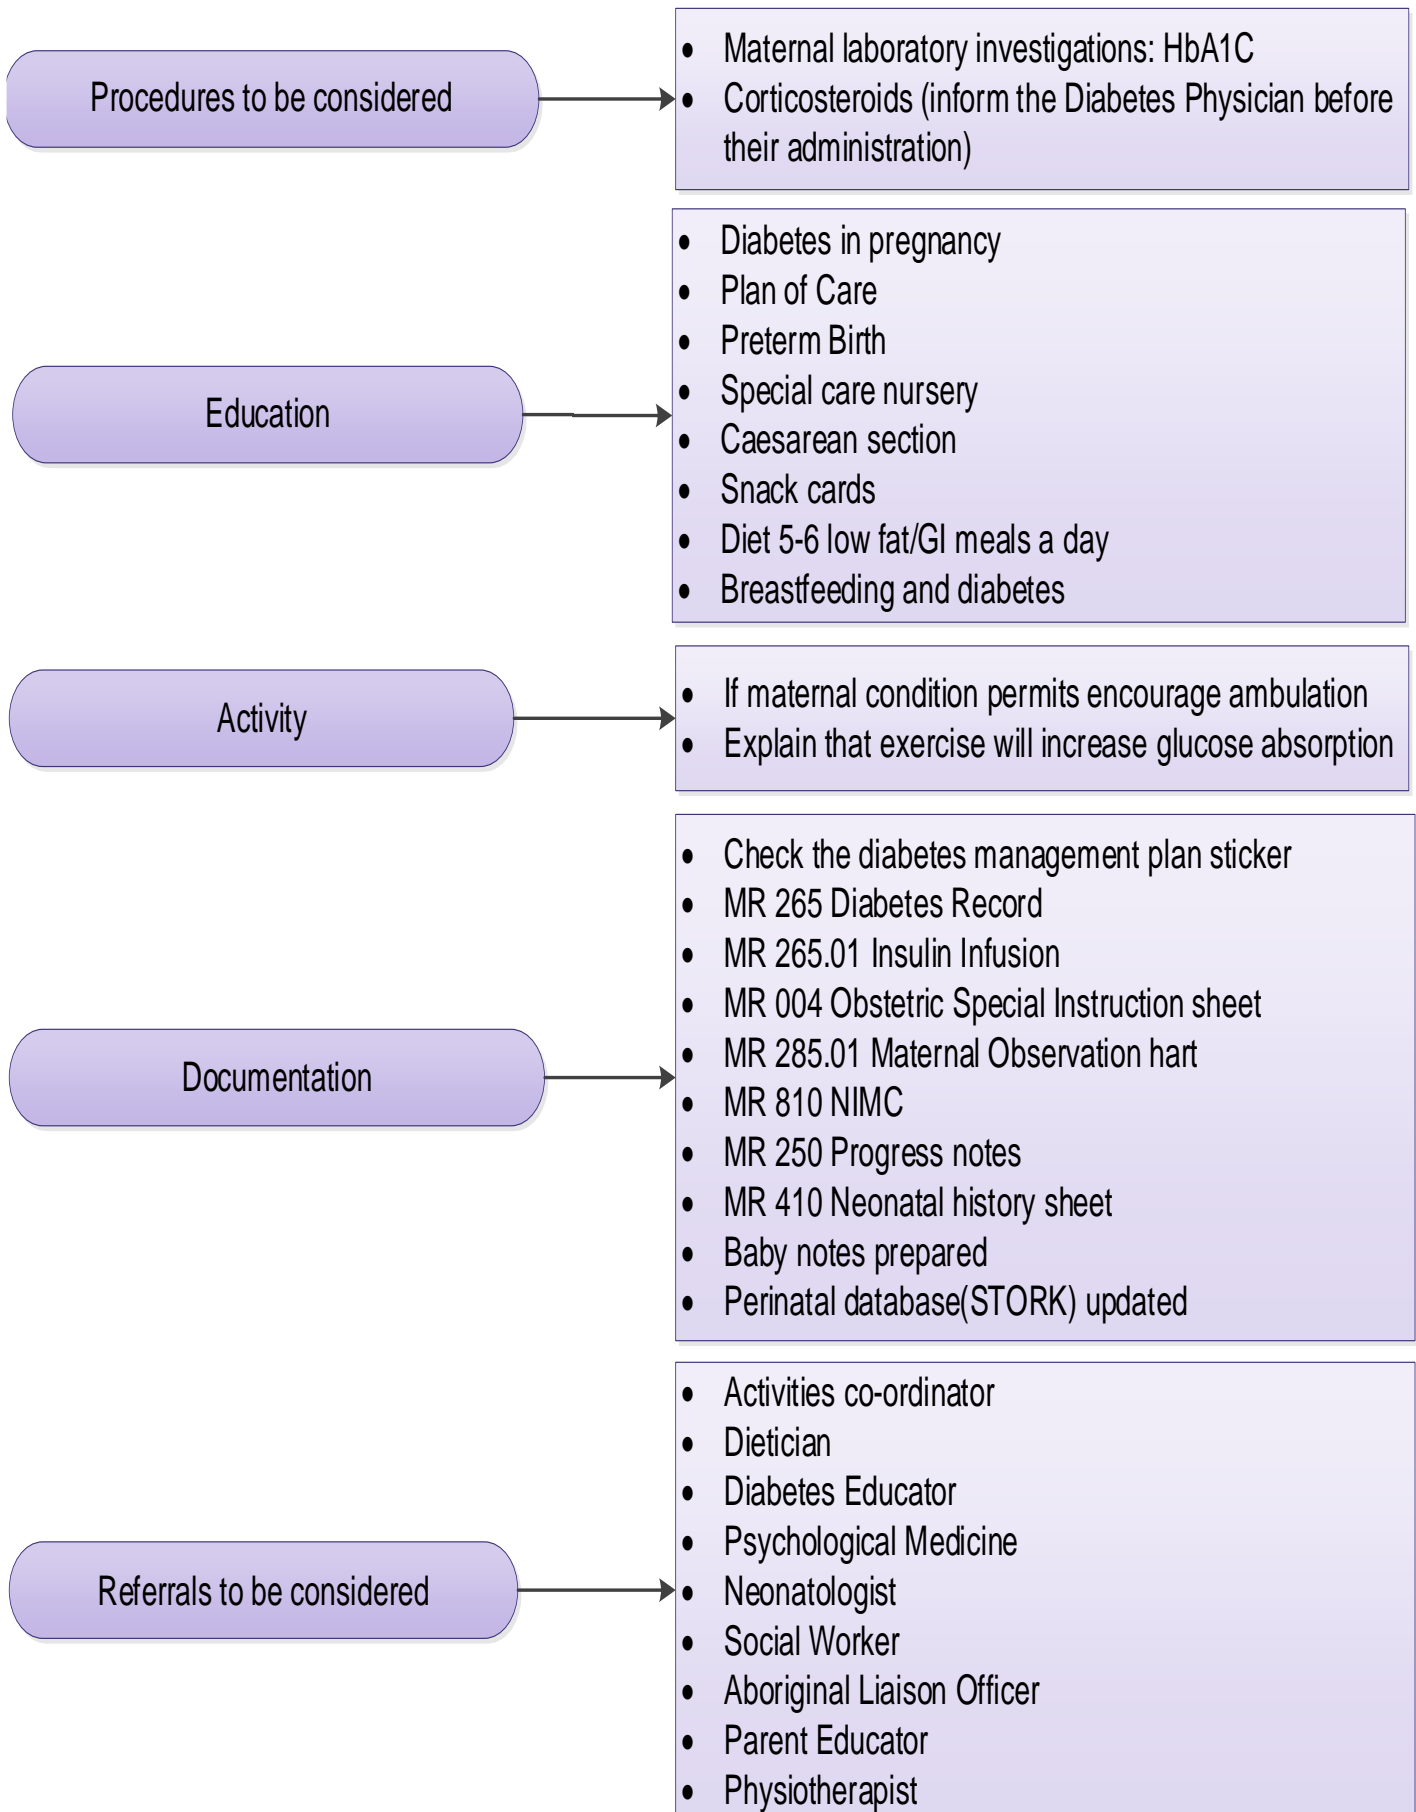 Procedures to be considered
• Maternal laboratory investigations: HbA1C
• Corticosteroids (inform the Diabetes Physician before
their administration)
Education
• Diabetes in pregnancy
• Plan of Care
• Preterm Birth
• Special care nursery
• Caesarean section
• Snack cards
• Diet 5-6 low fat/GI meals a day
• Breastfeeding and diabetes
Activity
• If maternal condition permits encourage ambulation
• Explain that exercise will increase glucose absorption
Documentation
• Check the diabetes management plan sticker
• MR 265 Diabetes Record
• MR 265.01 Insulin Infusion
• MR 004 Obstetric Special Instruction sheet
• MR 285.01 Maternal Observation hart
• MR 810 NIMC
• MR 250 Progress notes
• MR 410 Neonatal history sheet
• Baby notes prepared
• Perinatal database(STORK) updated
Referrals to be considered
• Activities co-ordinator
• Dietician
• Diabetes Educator
• Psychological Medicine
• Neonatologist
• Social Worker
• Aboriginal Liaison Officer
• Parent Educator
• Physiotherapist